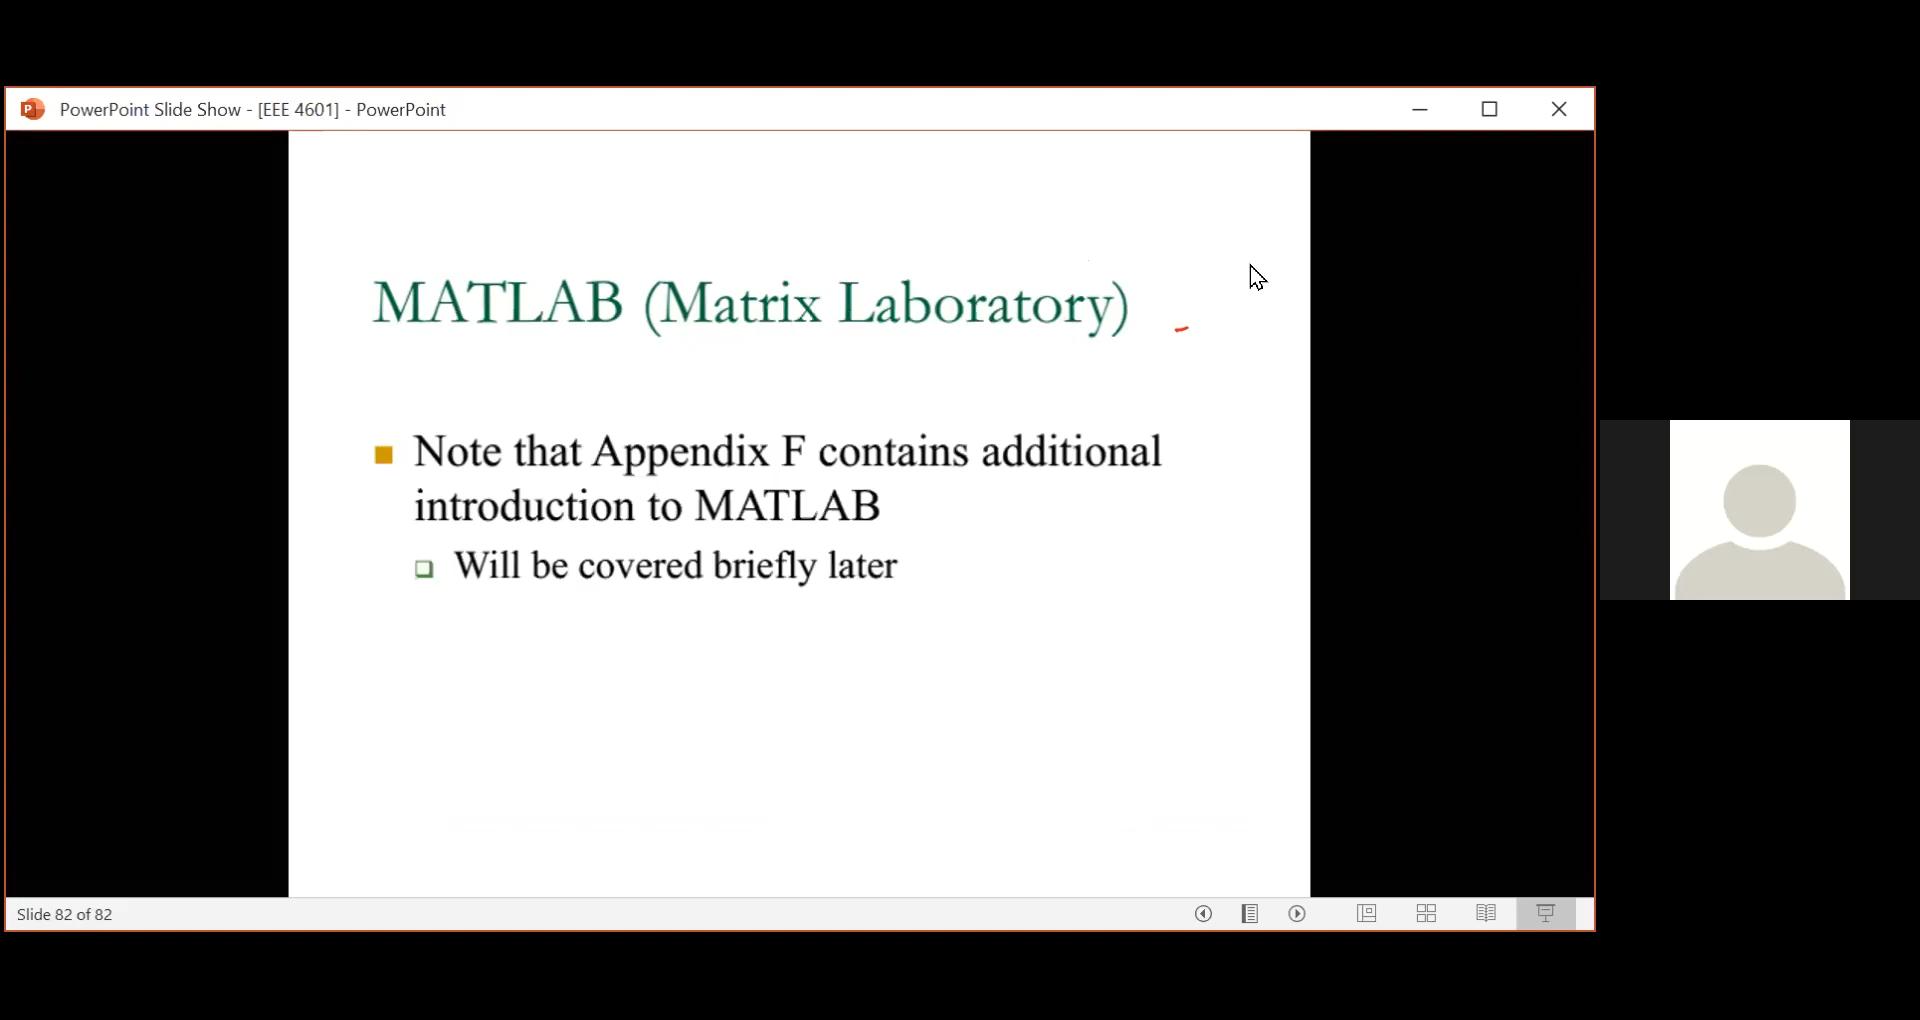 PowerPoint Slide Show - [EEE 4601] - PowerPoint
MATLAB (Matrix Laboratory)
Note that Appendix F contains additional
introduction to MATLAB
Will be covered briefly later
Slide 82 of 82